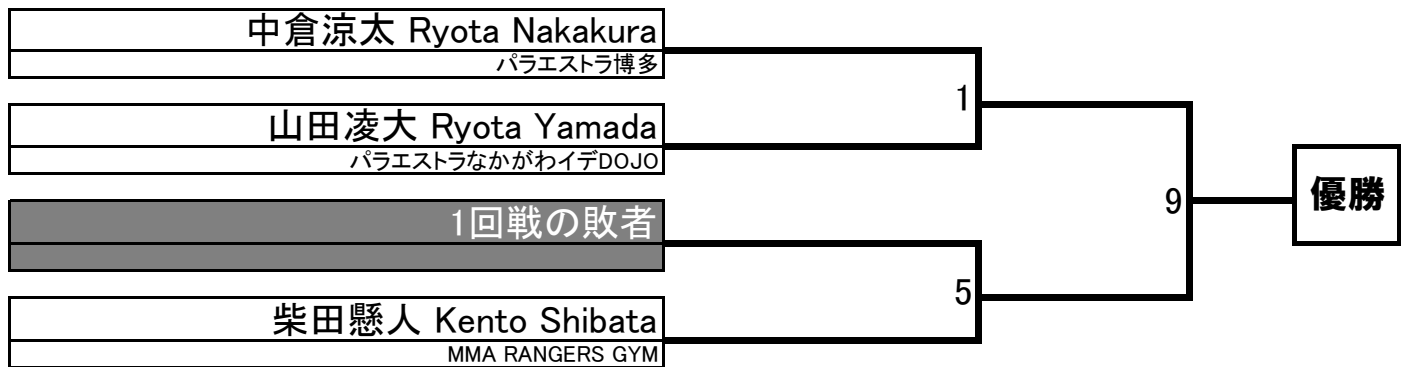 中倉涼太 Ryota Nakakura
パラエストラ博多
1
山田凌大 Ryota Yamada
パラエストラなかがわイデDOJO
9
優勝
1回戦の敗者
5
柴田懸人 Kento Shibata
MMA RANGERS GYM